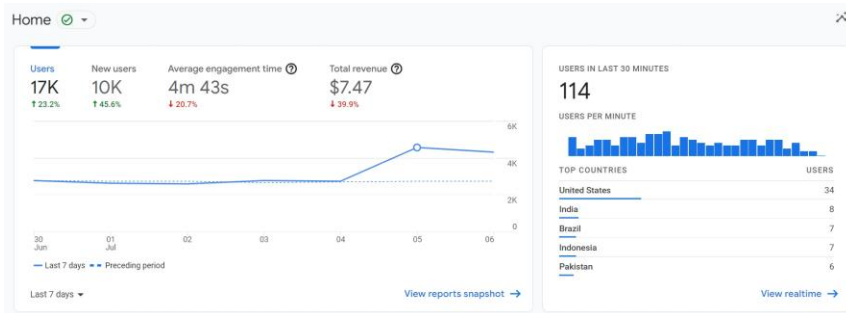 Home
Users New users Average engagement time Total revenue
17K 10K 4m 43s $7.47
↑ 23.2% ↑ 45.6% ↓ 20.7% ↓ 39.9%
6K
4K
2K
0
30 01 02 03 04 05 06
Jun Jul
Last 7 days Preceding period
Last 7 days View reports snapshot →
USERS IN LAST 30 MINUTES
114
USERS PER MINUTE
TOP COUNTRIES USERS
United States 34
India 8
Brazil 7
Indonesia 7
Pakistan 6
View realtime →